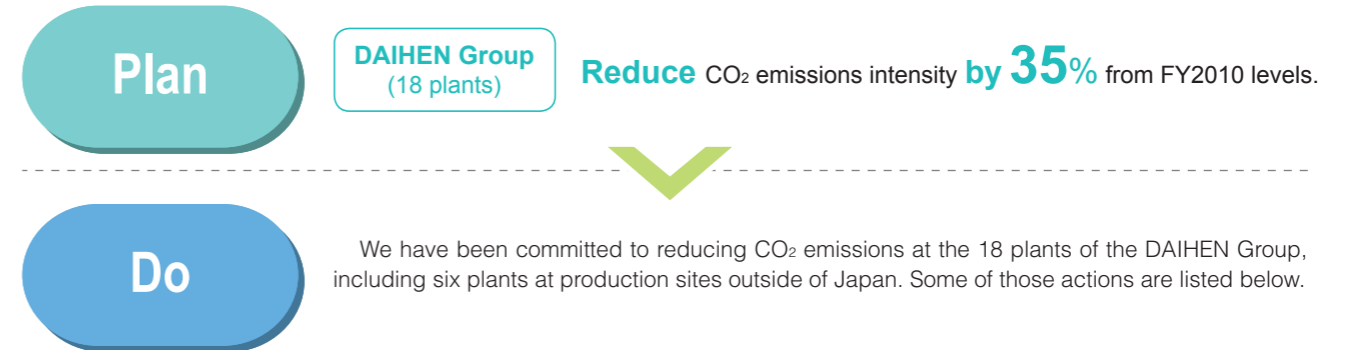 Plan
DAIHEN Group
(18 plants)
Reduce CO₂ emissions intensity by 35% from FY2010 levels.
Do
We have been committed to reducing CO₂ emissions at the 18 plants of the DAIHEN Group,
including six plants at production sites outside of Japan. Some of those actions are listed below.